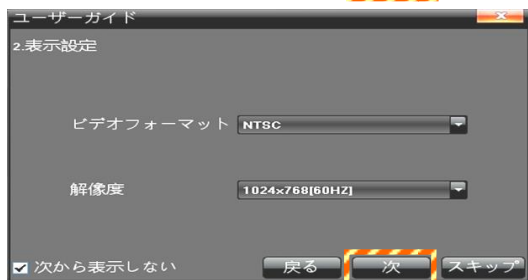 ユーザーガイド
2.表示設定
ビデオフォーマット NTSC
解像度 1024x768[60HZ]
次から表示しない 戻る 次 スキップ